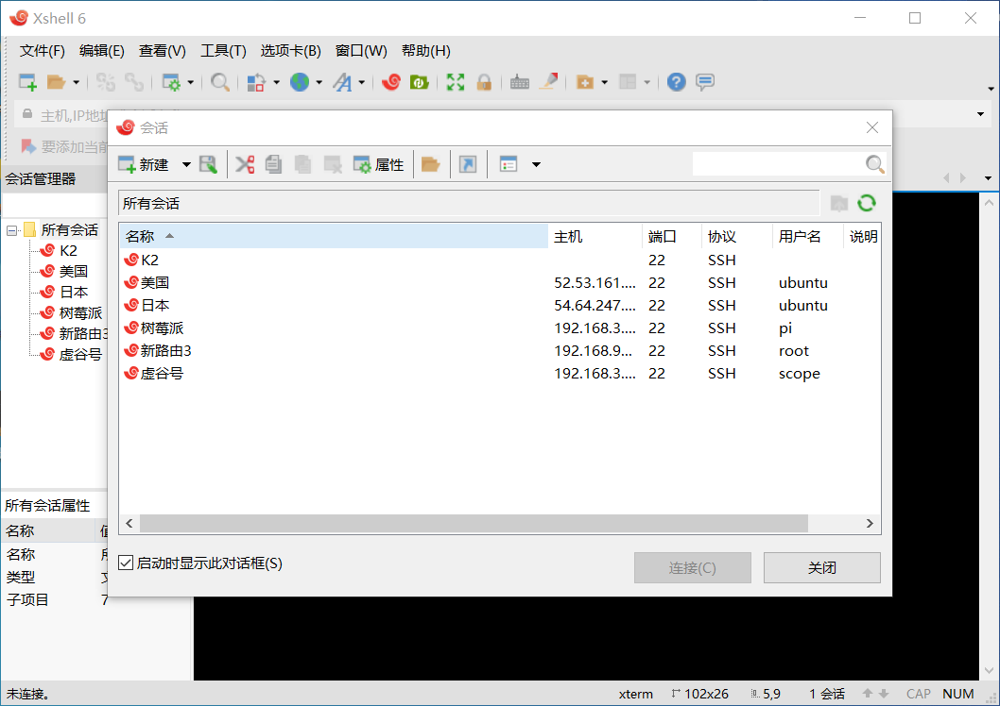 Xshell 6
文件(F) 编辑(E) 查看(V) 工具(T) 选项卡(B) 窗口(W) 帮助(H)
主机,IP地
要添加当前
会话管理器
所有会话
K2
美国
日本
树莓派
新路由3
虚谷号
所有会话属性
名称
名称
类型
子项目 7
会话
新建 属性
所有会话
名称 主机 端口 协议 用户名 说明
K2 22 SSH
美国 52.53.161.... 22 SSH ubuntu
日本 54.64.247.... 22 SSH ubuntu
树莓派 192.168.3.... 22 SSH pi
新路由3 192.168.9... 22 SSH root
虚谷号 192.168.3.... 22 SSH scope
启动时显示此对话框(S)
连接(C) 关闭
未连接。 xterm 102x26 5,9 1 会话 CAP NUM